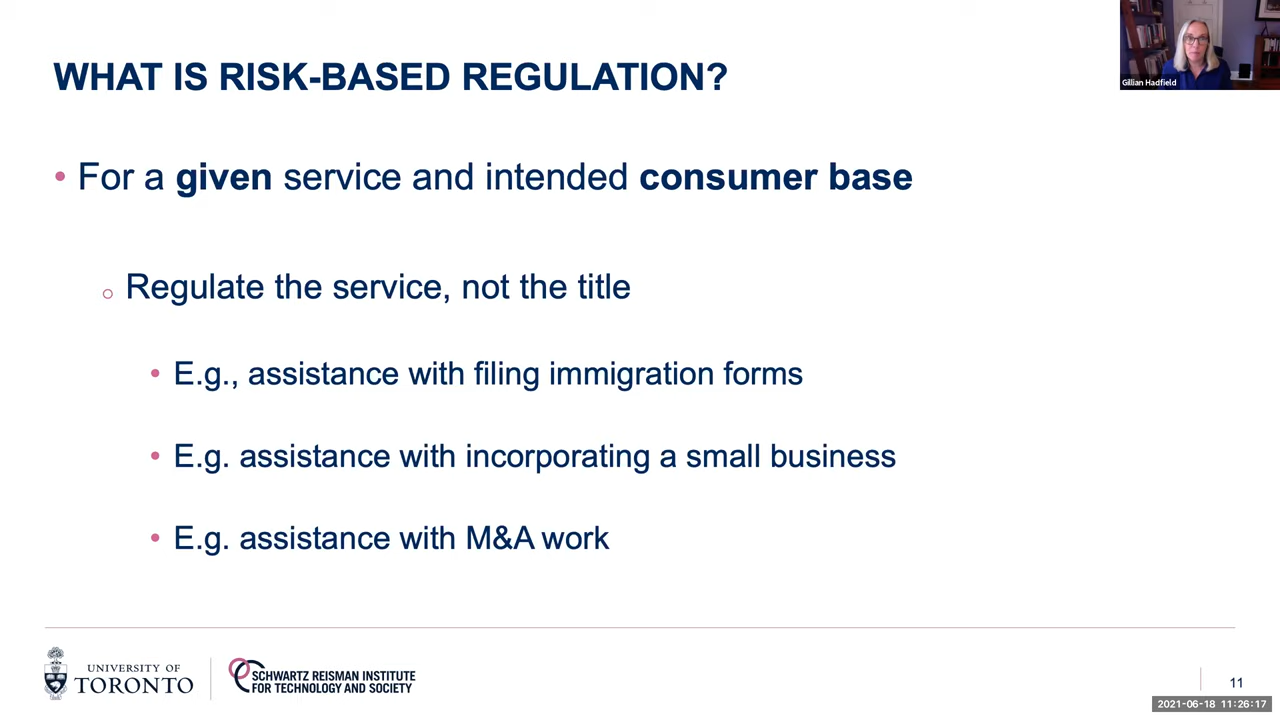 WHAT IS RISK-BASED REGULATION?
Gillian Hadfield
• For a given service and intended consumer base
○ Regulate the service, not the title
• E.g., assistance with filing immigration forms
• E.g. assistance with incorporating a small business
• E.g. assistance with M&A work
UNIVERSITY OF
TORONTO
SCHWARTZ REISMAN INSTITUTE
FOR TECHNOLOGY AND SOCIETY
11
2021-06-18 11:26:17